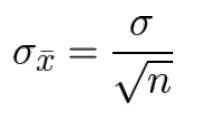 σ_x̄ = σ / √n